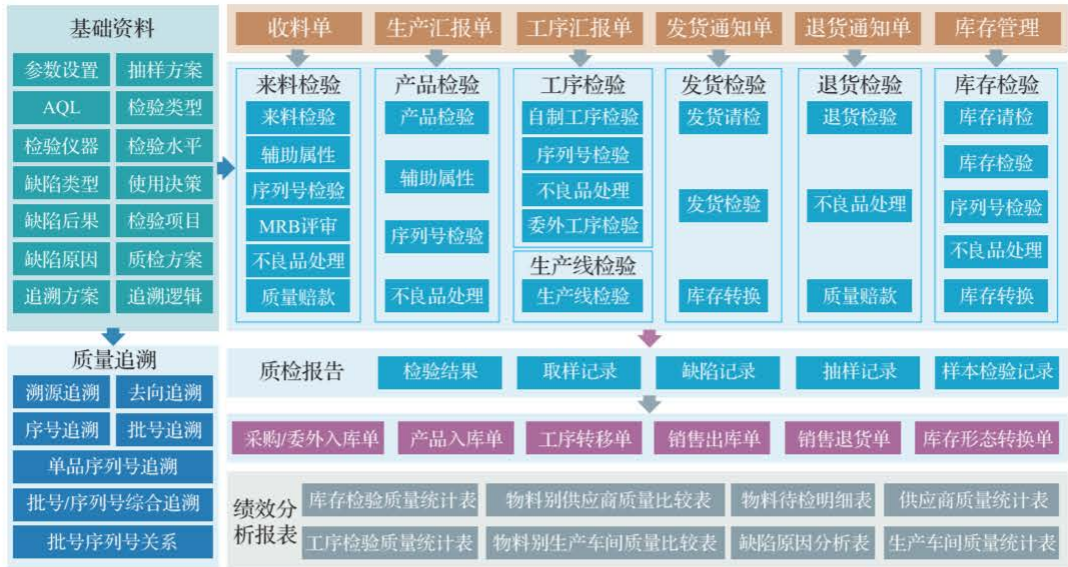 基础资料
参数设置 抽样方案
AQL 检验类型
检验仪器 检验水平
缺陷类型 使用决策
缺陷后果 检验项目
缺陷原因 质检方案
追溯方案 追溯逻辑
质量追溯
溯源追溯 去向追溯
序号追溯 批号追溯
单品序列号追溯
批号/序列号综合追溯
批号序列号关系
收料单 生产汇报单 工序汇报单 发货通知单 退货通知单 库存管理
来料检验
来料检验
辅助属性
序列号检验
MRB评审
不良品处理
质量赔款
产品检验
产品检验
辅助属性
序列号检验
不良品处理
工序检验
自制工序检验
序列号检验
不良品处理
委外工序检验
生产线检验
生产线检验
发货检验
发货请检
发货检验
库存转换
退货检验
退货检验
不良品处理
质量赔款
库存检验
库存请检
库存检验
序列号检验
不良品处理
库存转换
质检报告 检验结果 取样记录 缺陷记录 抽样记录 样本检验记录
采购/委外入库单 产品入库单 工序转移单 销售出库单 销售退货单 库存形态转换单
绩效分
析报表
库存检验质量统计表 物料别供应商质量比较表 物料待检明细表 供应商质量统计表
工序检验质量统计表 物料别生产车间质量比较表 缺陷原因分析表 生产车间质量统计表